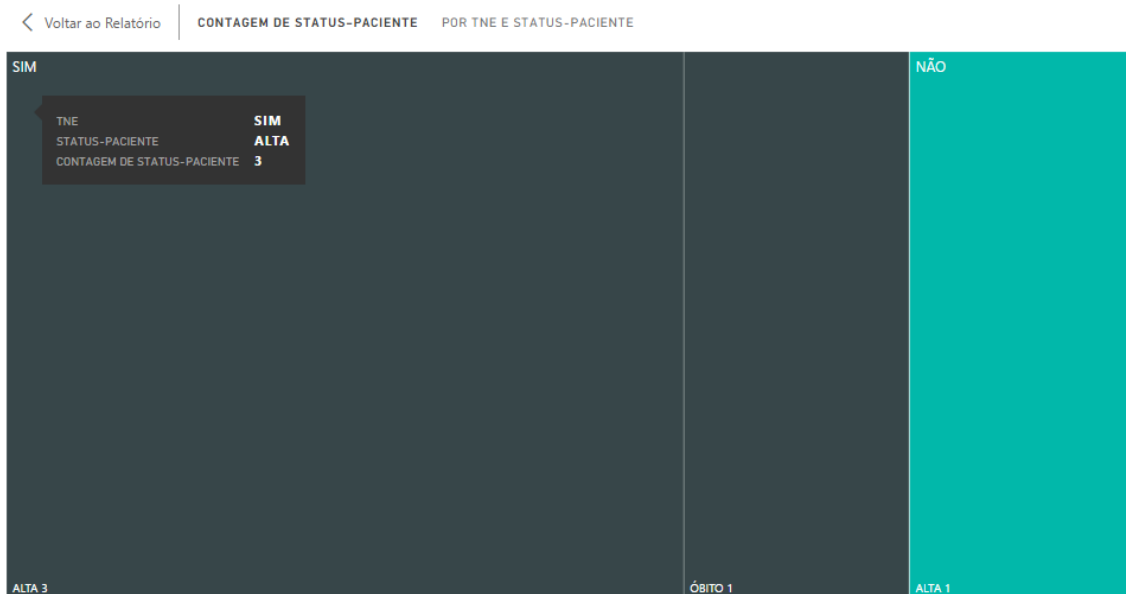 Voltar ao Relatório CONTAGEM DE STATUS-PACIENTE POR TNE E STATUS-PACIENTE
SIM NÃO
TNE SIM
STATUS-PACIENTE ALTA
CONTAGEM DE STATUS-PACIENTE 3
ALTA 3 ÓBITO 1 ALTA 1